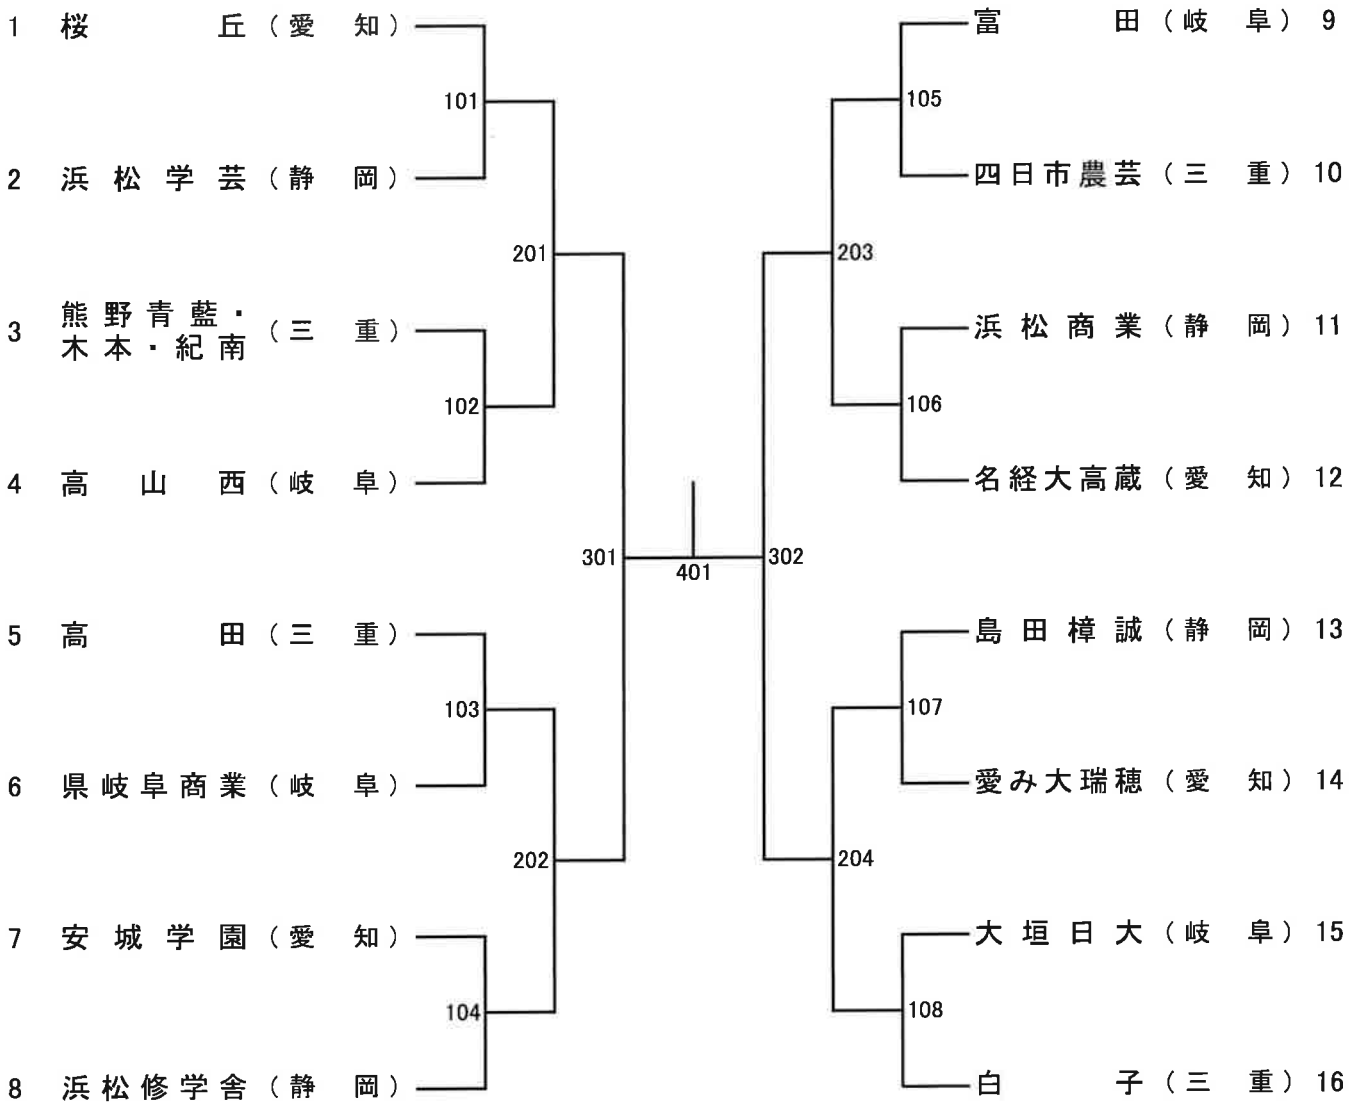 1 桜丘（愛知）
101
2 浜松学芸（静岡）
201
3 熊野青藍・
木本・紀南（三重）
102
4 高山西（岐阜）
301
5 高田（三重）
103
6 県岐阜商業（岐阜）
202
7 安城学園（愛知）
104
8 浜松修学舎（静岡）
401
富田（岐阜）9
105
四日市農芸（三重）10
203
浜松商業（静岡）11
106
名経大高蔵（愛知）12
302
島田樟誠（静岡）13
107
愛み大瑞穂（愛知）14
204
大垣日大（岐阜）15
108
白子（三重）16